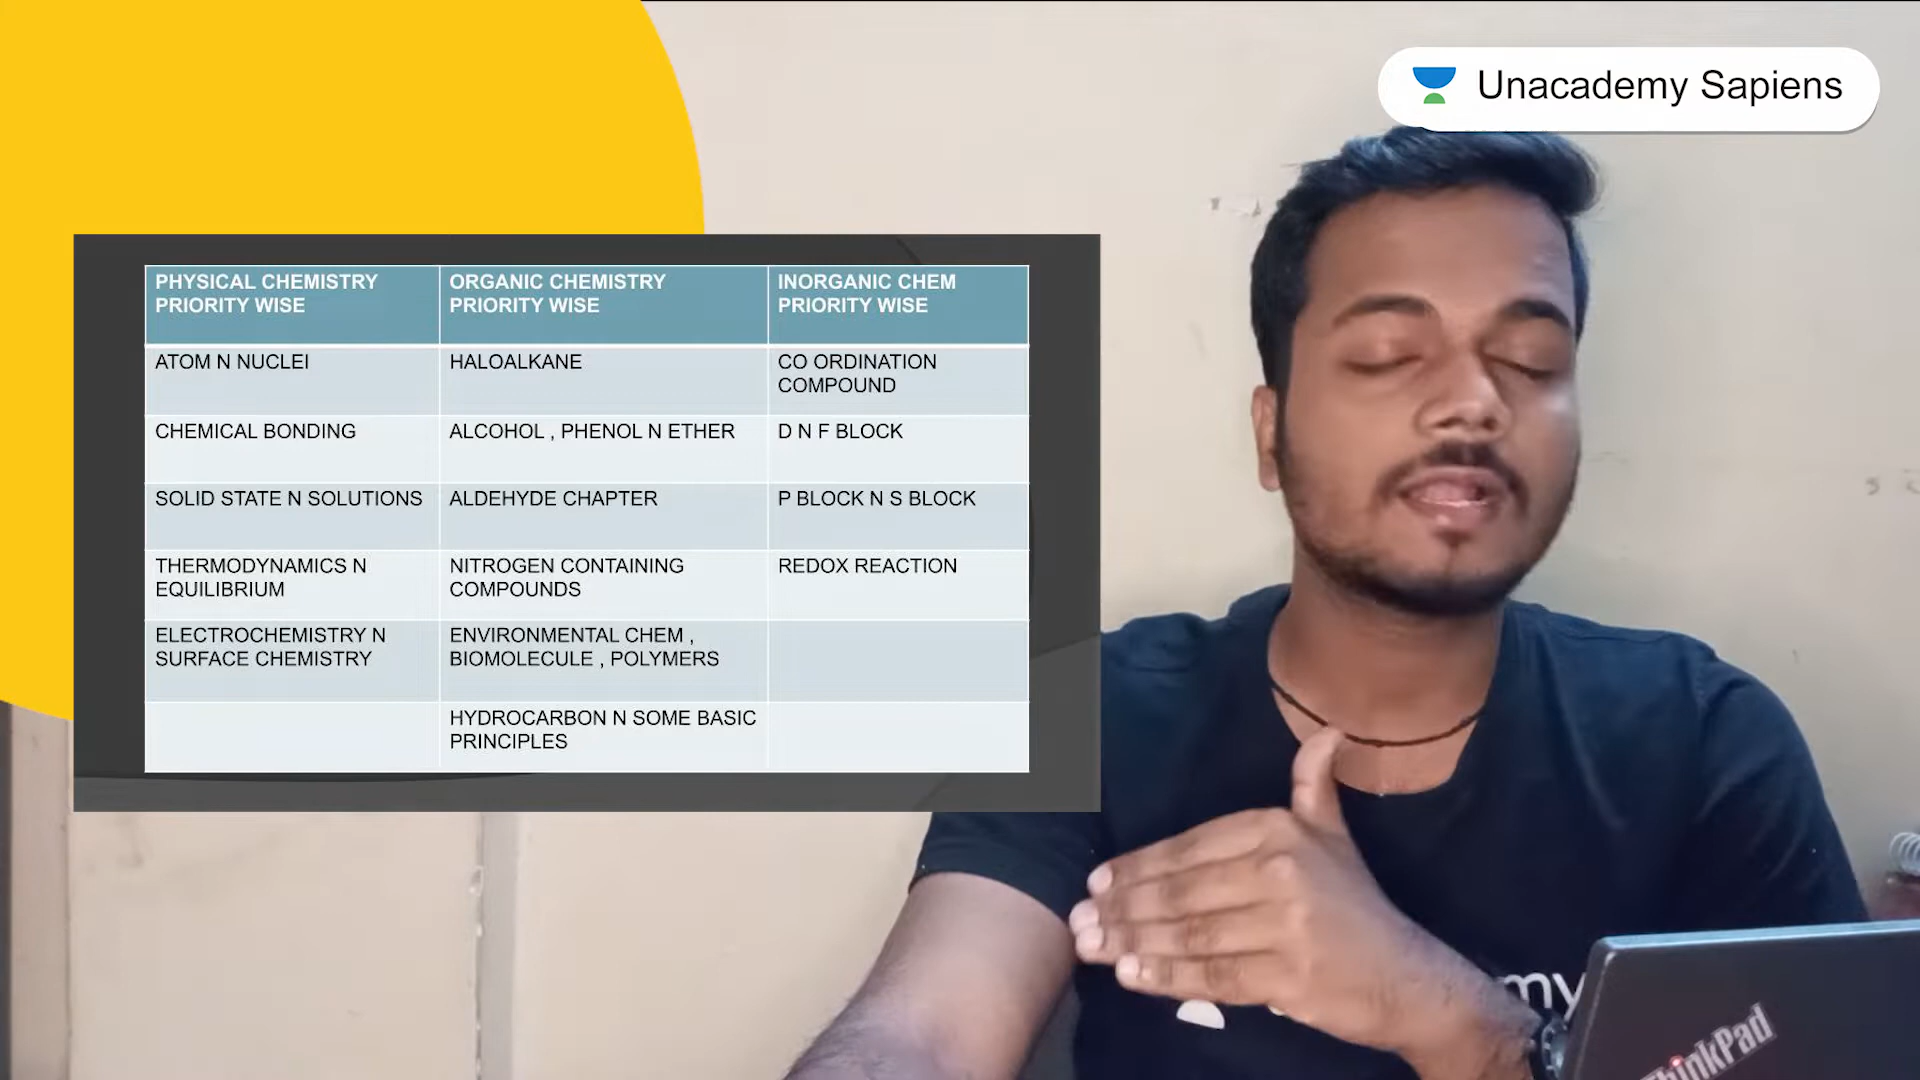 Unacademy Sapiens
PHYSICAL CHEMISTRY
PRIORITY WISE
ORGANIC CHEMISTRY
PRIORITY WISE
INORGANIC CHEM
PRIORITY WISE
ATOM N NUCLEI
HALOALKANE
CO ORDINATION
COMPOUND
CHEMICAL BONDING
ALCOHOL , PHENOL N ETHER
D N F BLOCK
SOLID STATE N SOLUTIONS
ALDEHYDE CHAPTER
P BLOCK N S BLOCK
THERMODYNAMICS N
EQUILIBRIUM
NITROGEN CONTAINING
COMPOUNDS
REDOX REACTION
ELECTROCHEMISTRY N
SURFACE CHEMISTRY
ENVIRONMENTAL CHEM ,
BIOMOLECULE , POLYMERS
HYDROCARBON N SOME BASIC
PRINCIPLES
my
ThinkPad